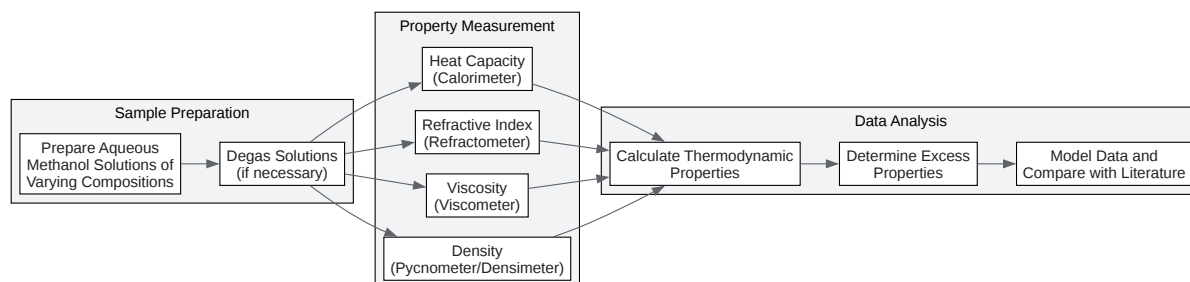 Sample Preparation
Prepare Aqueous
Methanol Solutions of
Varying Compositions
Degas Solutions
(if necessary)
Property Measurement
Heat Capacity
(Calorimeter)
Refractive Index
(Refractometer)
Viscosity
(Viscometer)
Density
(Pycnometer/Densimeter)
Data Analysis
Calculate Thermodynamic
Properties
Determine Excess
Properties
Model Data and
Compare with Literature